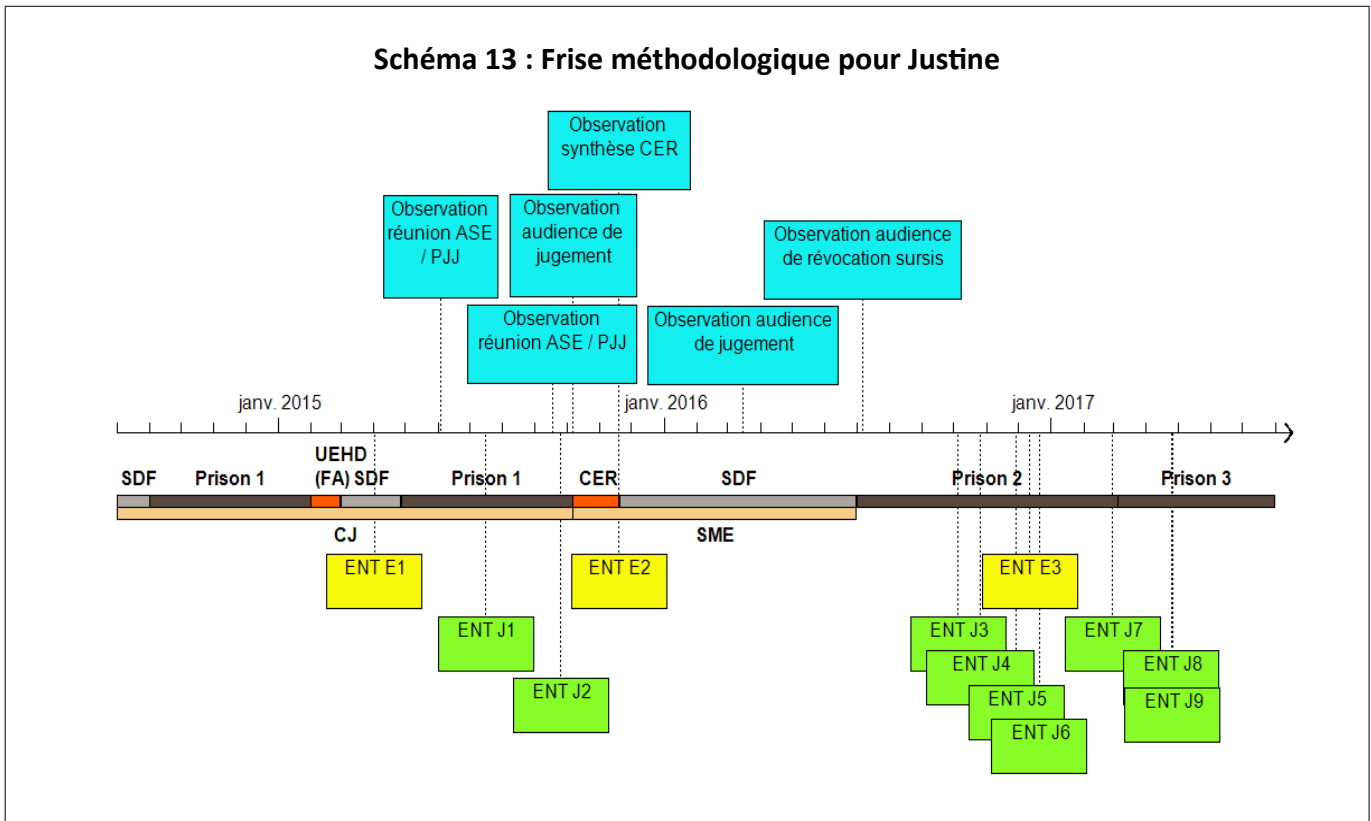 Schéma 13 : Frise méthodologique pour Justine
Observation
synthèse CER
Observation
réunion ASE
/ PJJ
Observation
audience de
jugement
Observation audience
de révocation sursis
Observation
réunion ASE / PJJ
Observation audience
de jugement
janv. 2015
janv. 2016
janv. 2017
SDF
Prison 1
UEHD
(FA)
SDF
Prison 1
CER
SDF
Prison 2
Prison 3
CJ
SME
ENT E1
ENT E2
ENT E3
ENT J1
ENT J2
ENT J3
ENT J4
ENT J5
ENT J6
ENT J7
ENT J8
ENT J9